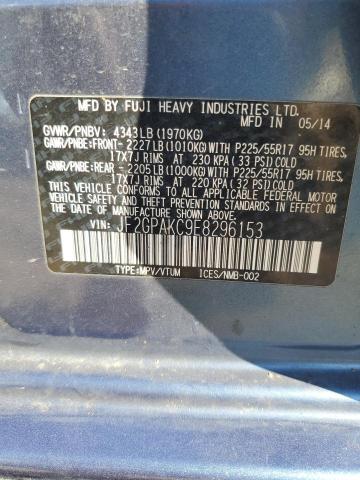 MFD BY FUJI HEAVY INDUSTRIES LTD.
MFD IN 05/14
GVWR/PNBV: 4343LB(1970KG)
GAWR/PNBE:FRONT- 2227LB(1010KG)WITH P225/55R17 95H TIRES,
17X7J RIMS AT 230 KPA(33 PSI)COLD
GAWR/PNBE:REAR - 2205LB(1000KG)WITH P225/55R17 95H TIRES,
17X7J RIMS AT 220 KPA(32 PSI)COLD
THIS VEHICLE CONFORMS TO ALL APPLICABLE FEDERAL MOTOR
VEHICLE SAFETY, BUMPER, AND THEFT PREVENTION STANDARDS
IN EFFECT ON THE DATE OF MANUFACTURE SHOWN ABOVE.
VIN: JF2GPAKC9E8296153
TYPE:MPV/VTUM ICES/NMB-002